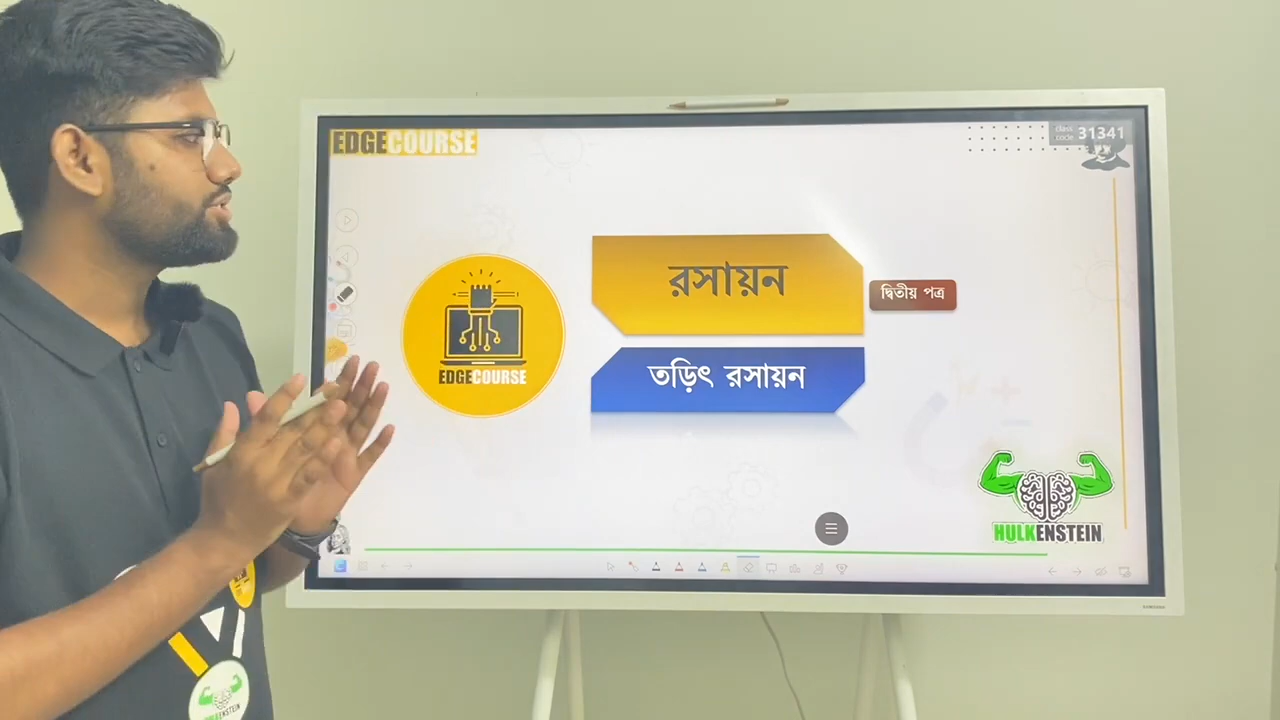 EDGECOURSE
class code 31341
রসায়ন
দ্বিতীয় পত্র
তড়িৎ রসায়ন
EDGECOURSE
HULKENSTEIN